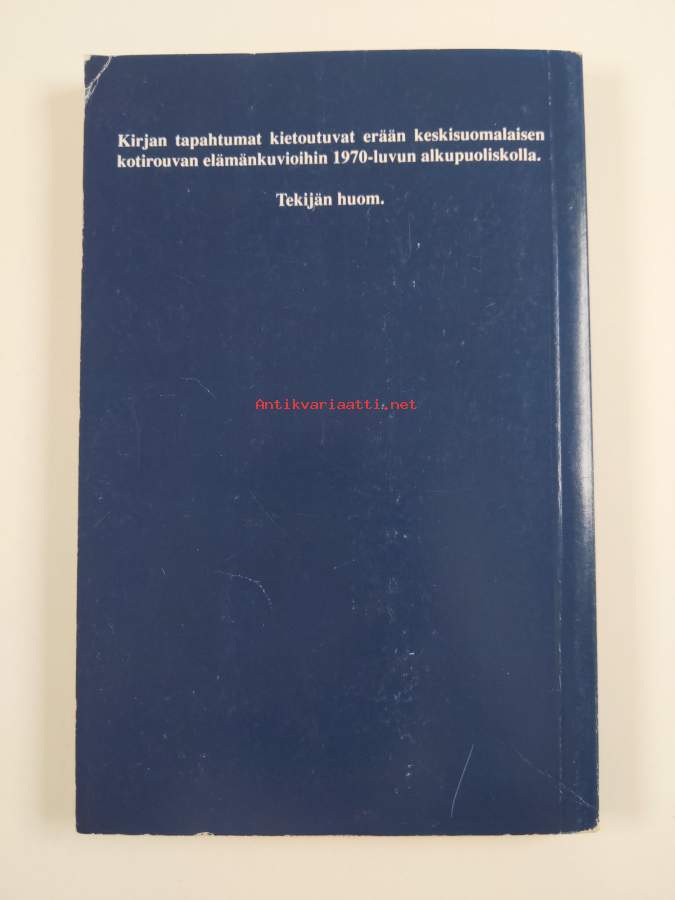 Kirjan tapahtumat kietoutuvat erään keskisuomalaisen
kotirouvan elämänkuvioihin 1970-luvun alkupuoliskolla.
Tekijän huom.
Antikvariaatti.net